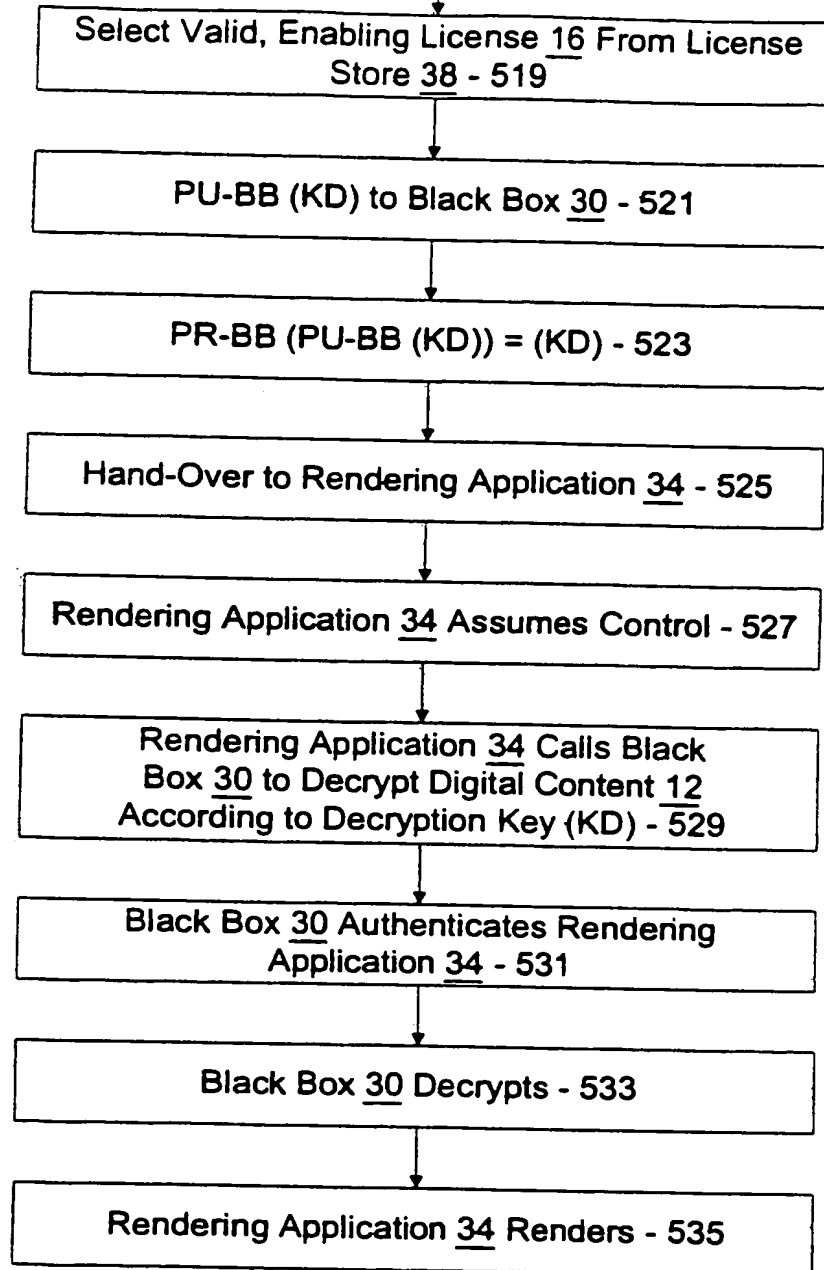 Select Valid, Enabling License 16 From License
Store 38 - 519
PU-BB (KD) to Black Box 30 - 521
PR-BB (PU-BB (KD)) = (KD) - 523
Hand-Over to Rendering Application 34 - 525
Rendering Application 34 Assumes Control - 527
Rendering Application 34 Calls Black
Box 30 to Decrypt Digital Content 12
According to Decryption Key (KD) - 529
Black Box 30 Authenticates Rendering
Application 34 - 531
Black Box 30 Decrypts - 533
Rendering Application 34 Renders - 535